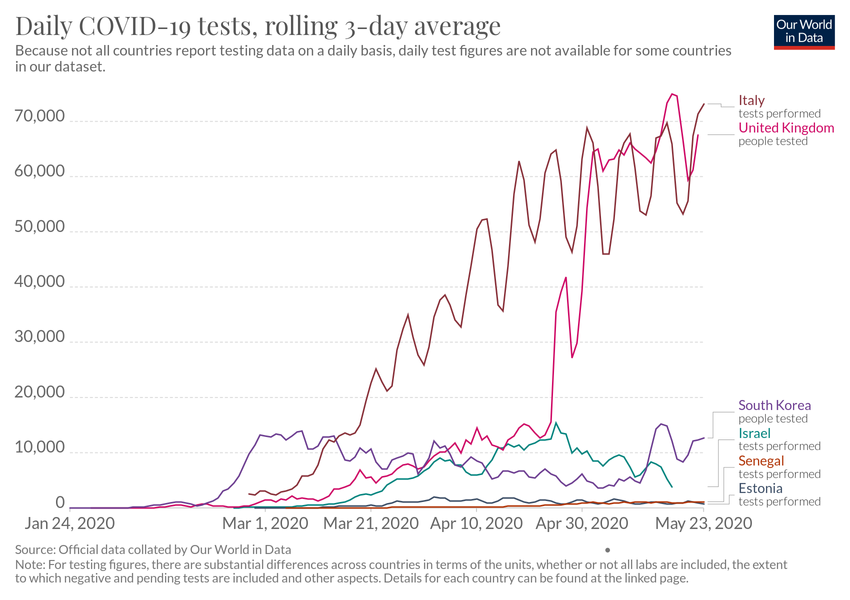 Daily COVID-19 tests, rolling 3-day average
Our World
in Data
Because not all countries report testing data on a daily basis, daily test figures are not available for some countries
in our dataset.
70,000
60,000
50,000
40,000
30,000
20,000
10,000
0
Italy
tests performed
United Kingdom
people tested
South Korea
people tested
Israel
tests performed
Senegal
tests performed
Estonia
tests performed
Jan 24, 2020
Mar 1, 2020
Mar 21, 2020
Apr 10, 2020
Apr 30, 2020
May 23, 2020
Source: Official data collated by Our World in Data
Note: For testing figures, there are substantial differences across countries in terms of the units, whether or not all labs are included, the extent
to which negative and pending tests are included and other aspects. Details for each country can be found at the linked page.